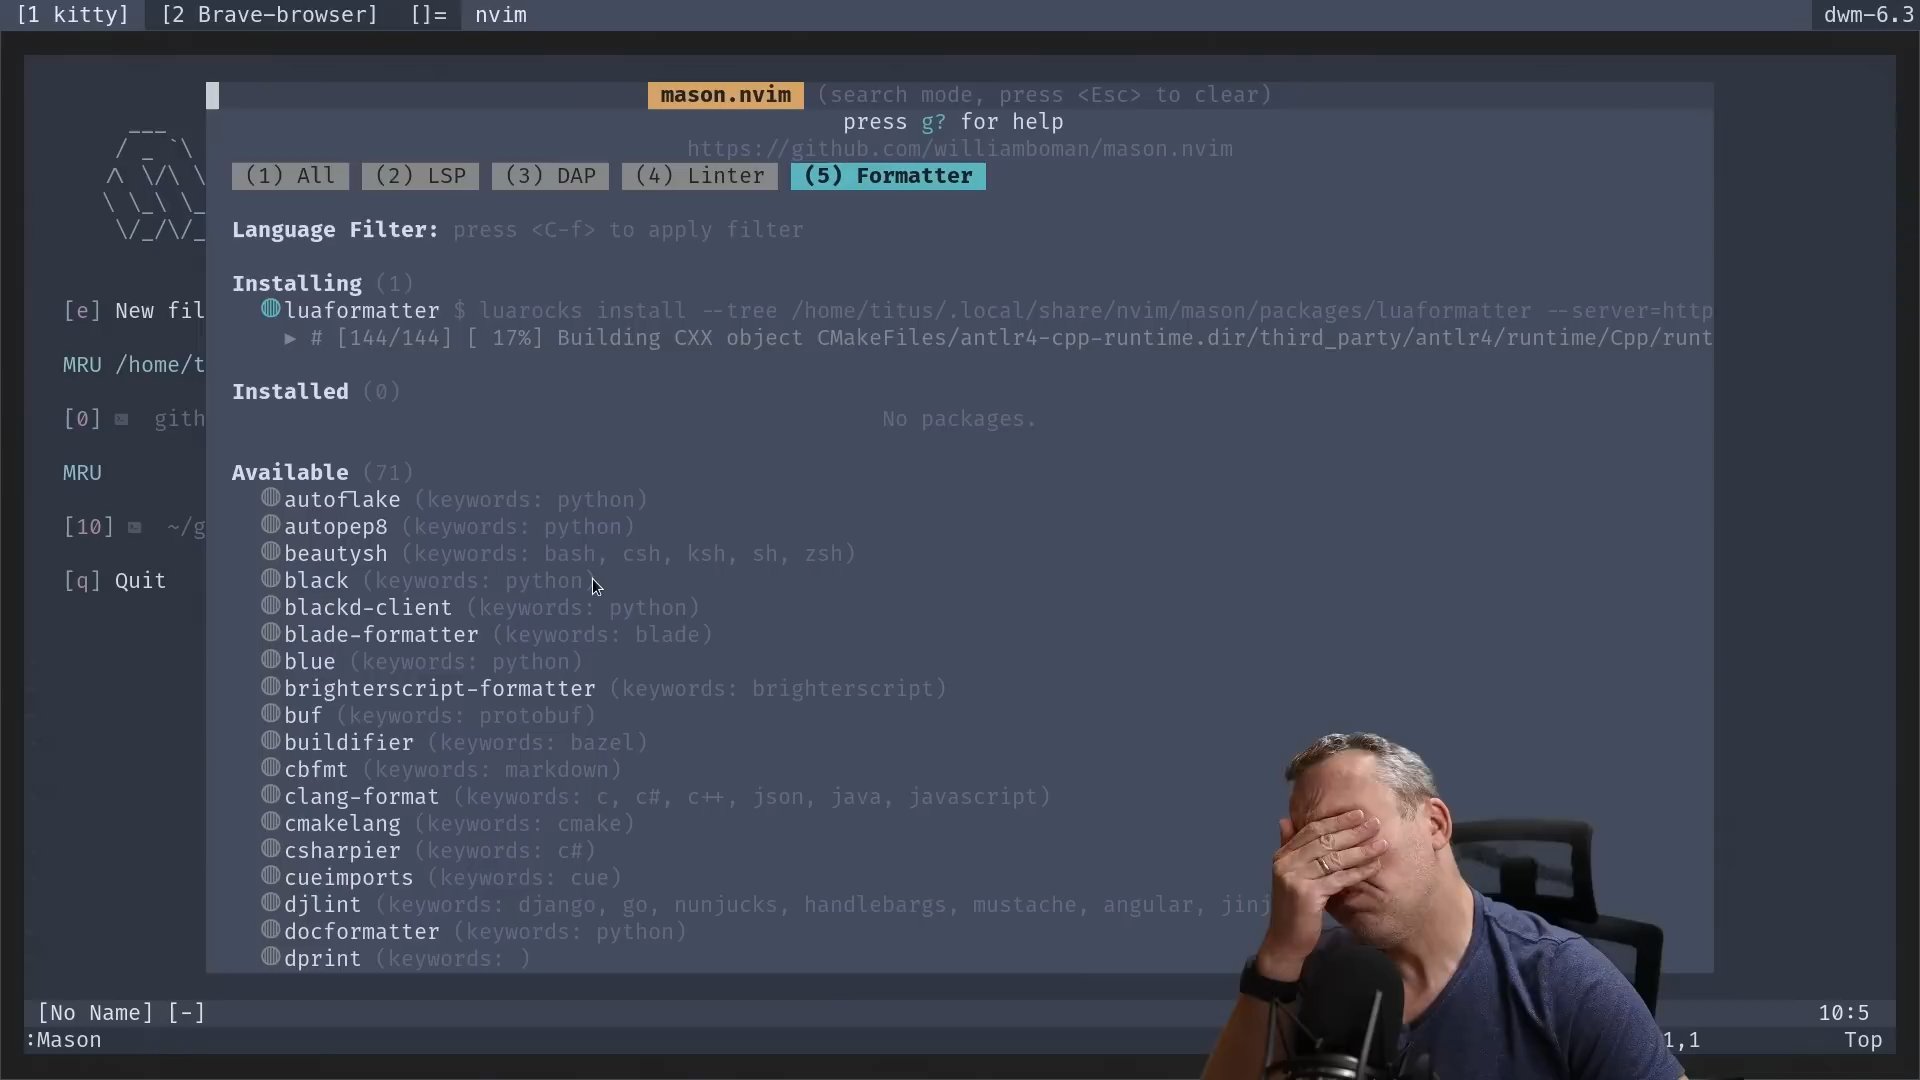 [1 kitty] [2 Brave-browser] []= nvim dwm-6.3
mason.nvim (search mode, press <Esc> to clear)
press g? for help
https://github.com/williamboman/mason.nvim
(1) All (2) LSP (3) DAP (4) Linter (5) Formatter
Language Filter: press <C-f> to apply filter
Installing (1)
luaformatter $ luarocks install --tree /home/titus/.local/share/nvim/mason/packages/luaformatter --server=http
▶ # [144/144] [ 17%] Building CXX object CMakeFiles/antlr4-cpp-runtime.dir/third_party/antlr4/runtime/Cpp/runt
Installed (0)
No packages.
Available (71)
autoflake (keywords: python)
autopep8 (keywords: python)
beautysh (keywords: bash, csh, ksh, sh, zsh)
black (keywords: python)
blackd-client (keywords: python)
blade-formatter (keywords: blade)
blue (keywords: python)
brighterscript-formatter (keywords: brighterscript)
buf (keywords: protobuf)
buildifier (keywords: bazel)
cbfmt (keywords: markdown)
clang-format (keywords: c, c#, c++, json, java, javascript)
cmakelang (keywords: cmake)
csharpier (keywords: c#)
cueimports (keywords: cue)
djlint (keywords: django, go, nunjucks, handlebargs, mustache, angular, jinj
docformatter (keywords: python)
dprint (keywords: )
[e] New fil
MRU /home/t
[0] gith
MRU
[10] ~/g
[q] Quit
[No Name] [-] 10:5
:Mason 1,1 Top